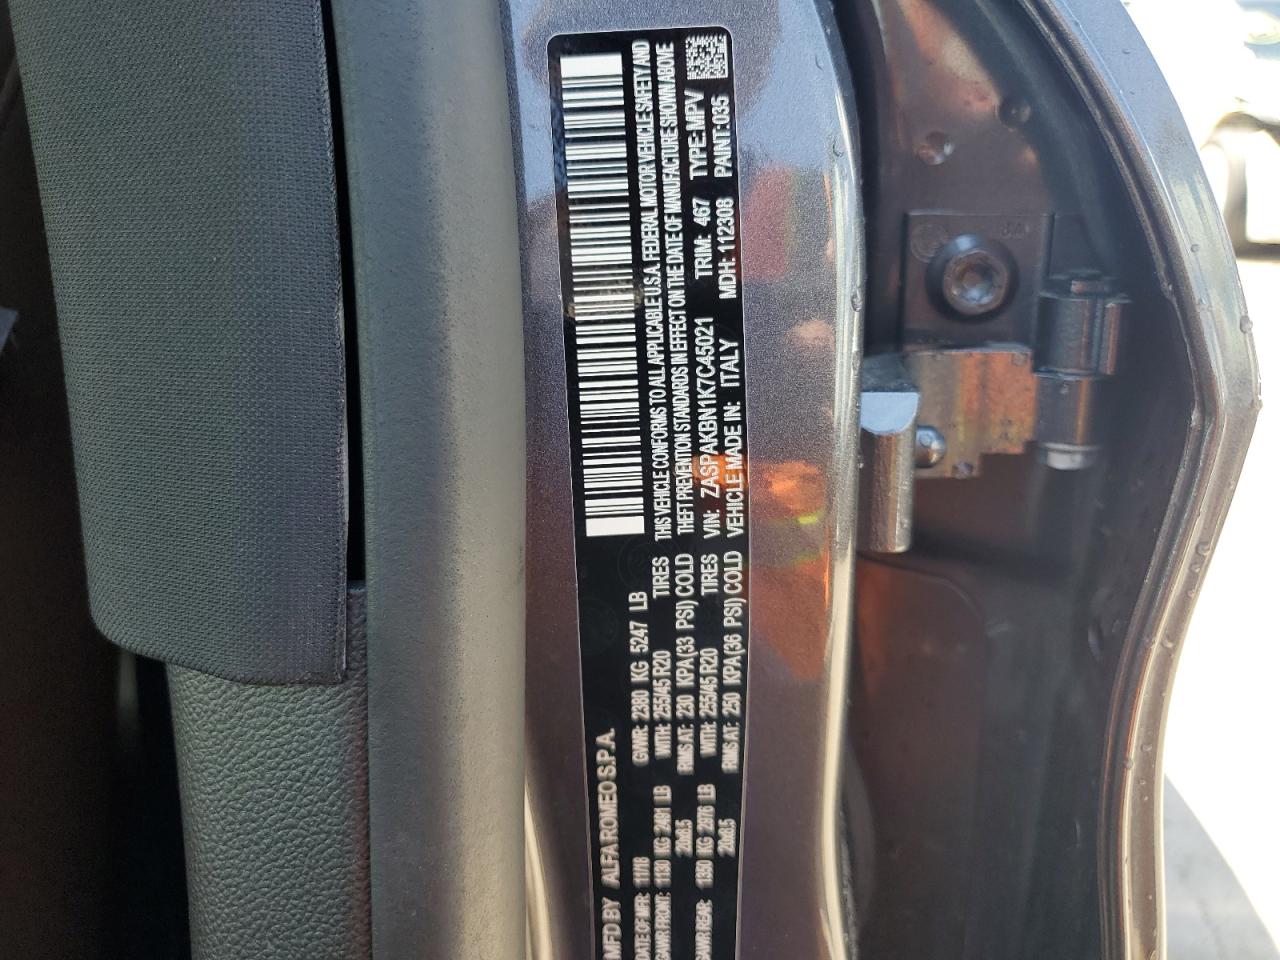 MFD BY ALFA ROMEO S.P.A.
DATE OF MFR: 11/18 GVWR: 2380 KG 5247 LB
GAWR FRONT: 1130 KG 2491 LB WITH: 255/45 R20 TIRES
20x8.5 RIMS AT: 230 KPA(33 PSI) COLD
GAWR REAR: 1350 KG 2976 LB WITH: 255/45 R20 TIRES
20x8.5 RIMS AT: 250 KPA(36 PSI) COLD
THIS VEHICLE CONFORMS TO ALL APPLICABLE U.S.A. FEDERAL MOTOR VEHICLE SAFETY AND
THEFT PREVENTION STANDARDS IN EFFECT ON THE DATE OF MANUFACTURE SHOWN ABOVE
VIN: ZASPAKBN1K7C45021 TRIM: 467 TYPE: MPV
VEHICLE MADE IN: ITALY MDH: 112308 PAINT: 035